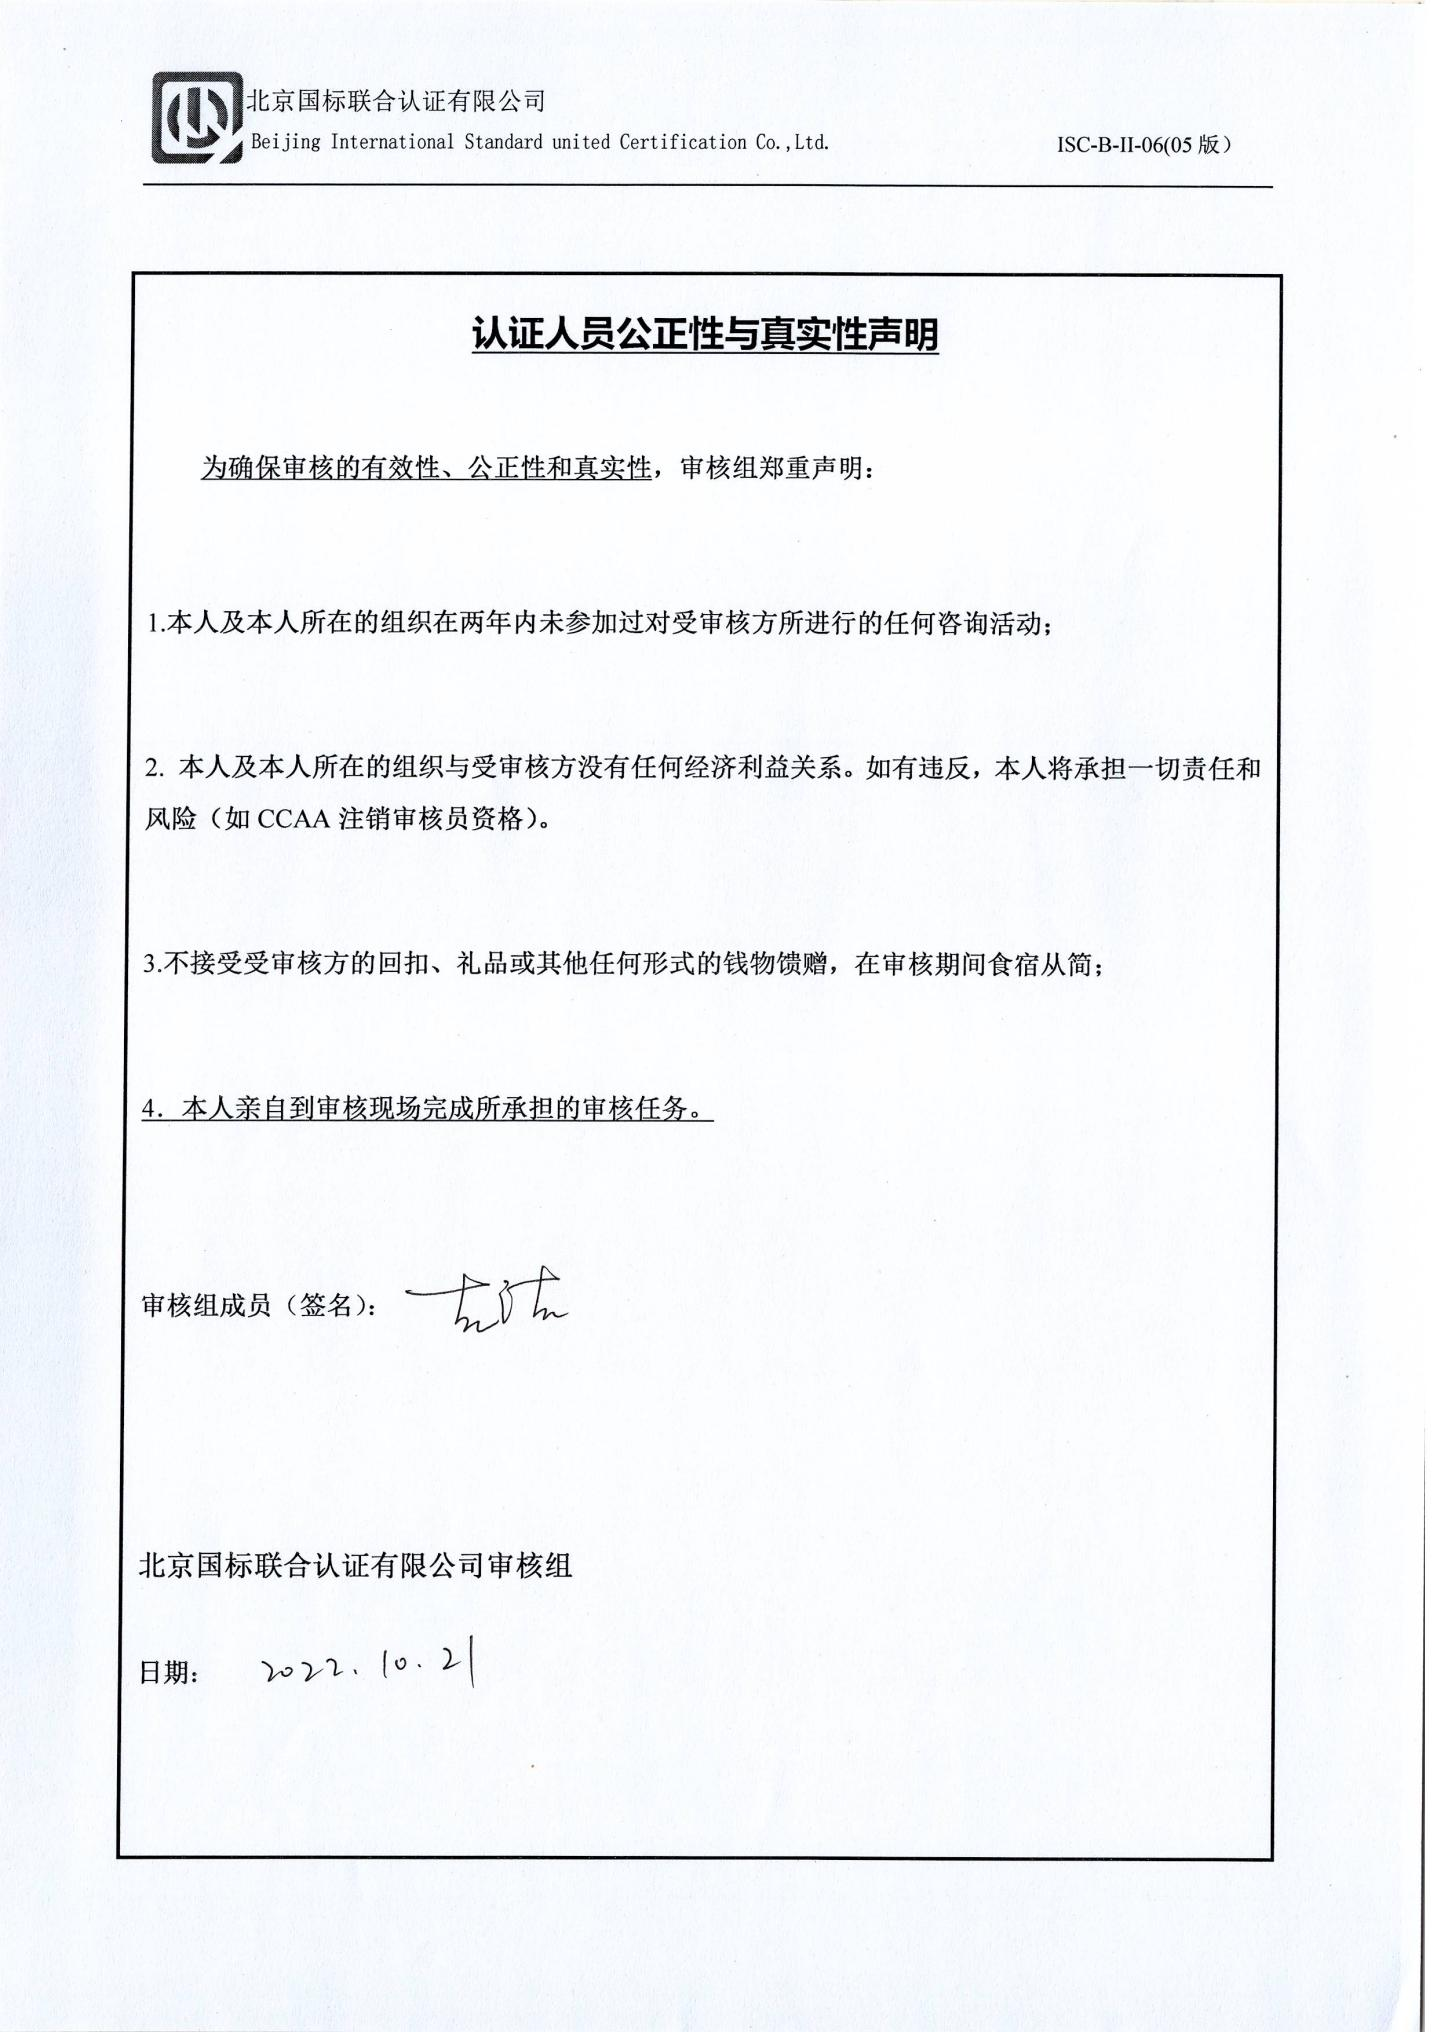 北京国标联合认证有限公司
Beijing International Standard united Certification Co.,Ltd.
ISC-B-II-06(05 版）
认证人员公正性与真实性声明
为确保审核的有效性、公正性和真实性，审核组郑重声明：
1.本人及本人所在的组织在两年内未参加过对受审核方所进行的任何咨询活动；
2. 本人及本人所在的组织与受审核方没有任何经济利益关系。如有违反，本人将承担一切责任和
风险（如 CCAA 注销审核员资格）。
3.不接受受审核方的回扣、礼品或其他任何形式的钱物馈赠，在审核期间食宿从简；
4. 本人亲自到审核现场完成所承担的审核任务。
审核组成员（签名）：
北京国标联合认证有限公司审核组
日期： 2022.10.21